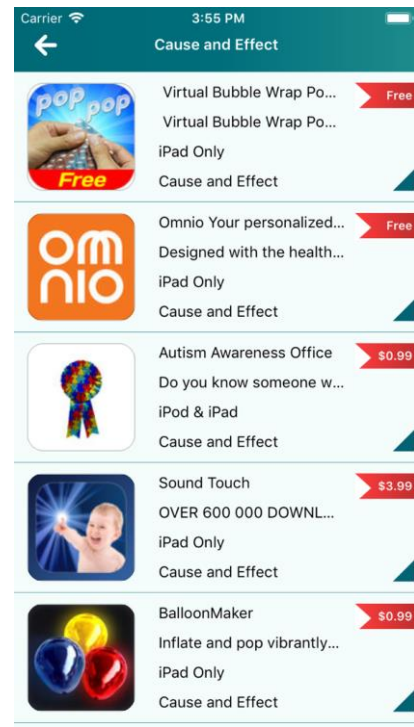 Carrier 3:55 PM
Cause and Effect
pop pop
Free
Virtual Bubble Wrap Po...
Free
Virtual Bubble Wrap Po...
iPad Only
Cause and Effect
omnio
Omnio Your personalized...
Free
Designed with the health...
iPad Only
Cause and Effect
Autism Awareness Office
$0.99
Do you know someone w...
iPod & iPad
Cause and Effect
Sound Touch
$3.99
OVER 600 000 DOWNL...
iPad Only
Cause and Effect
BalloonMaker
$0.99
Inflate and pop vibrantly...
iPad Only
Cause and Effect